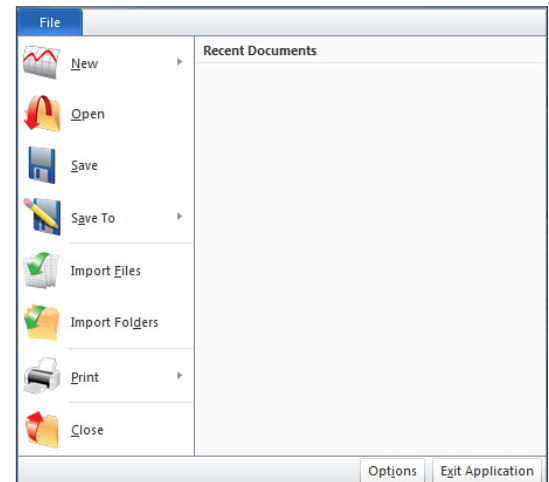 File
New
Open
Save
Save To
Import Files
Import Folders
Print
Close
Recent Documents
Options
Exit Application